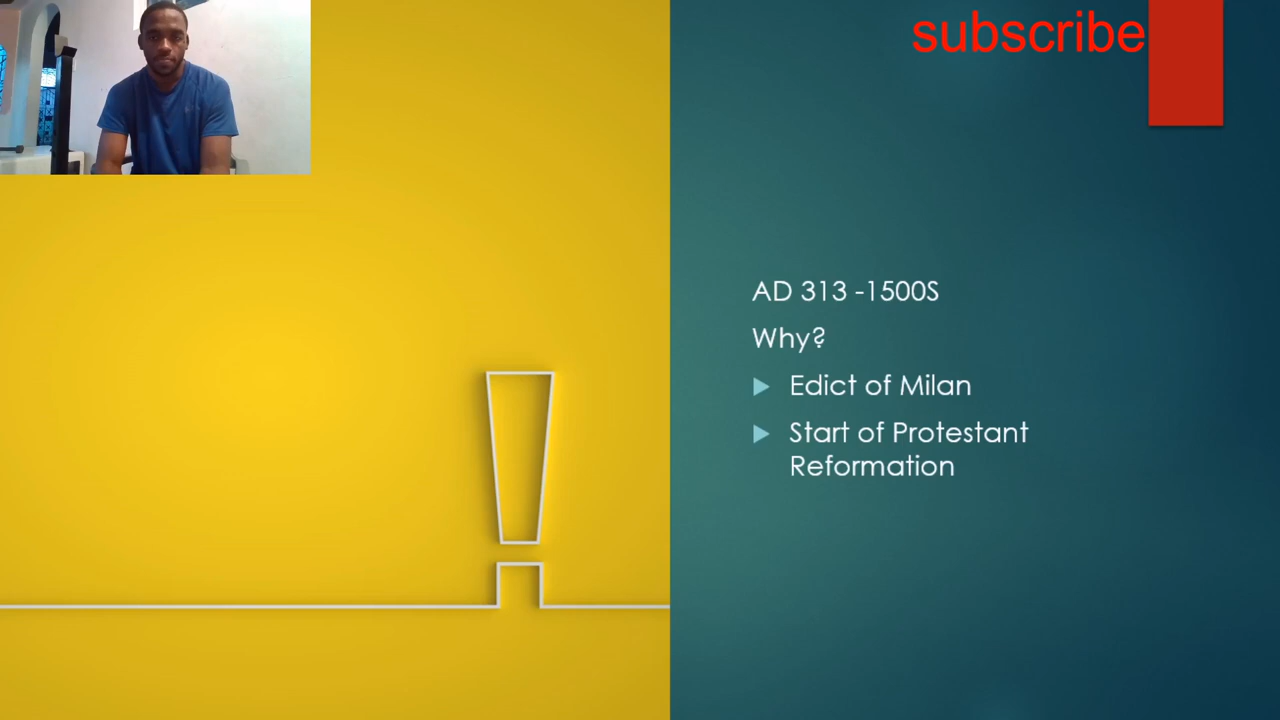 subscribe
AD 313 -1500S
Why?
Edict of Milan
Start of Protestant
Reformation